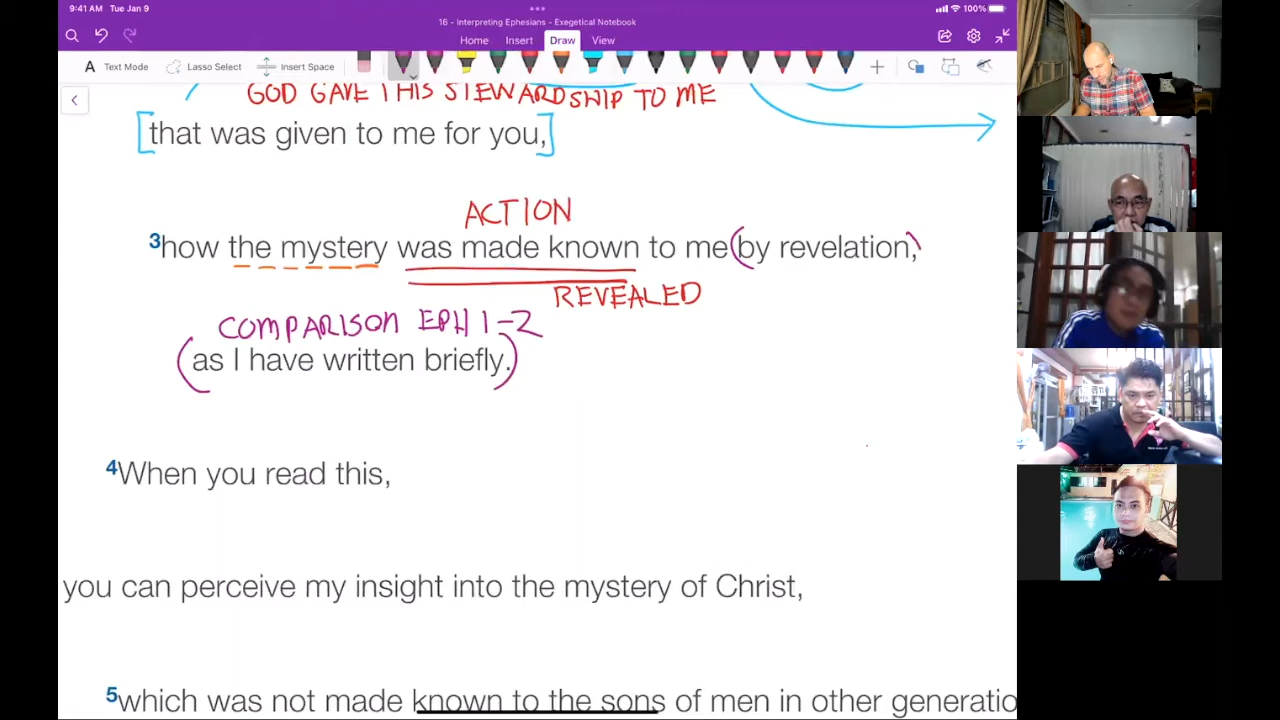 9:41 AM Tue Jan 9
100%
16 - Interpreting Ephesians - Exegetical Notebook
Home Insert Draw View
Text Mode Lasso Select Insert Space
GOD GAVE THIS STEWARDSHIP TO ME
[that was given to me for you,]
ACTION
3how the mystery was made known to me (by revelation,)
REVEALED
COMPARISON EPH 1-2
(as I have written briefly.)
4When you read this,
you can perceive my insight into the mystery of Christ,
5which was not made known to the sons of men in other generatio